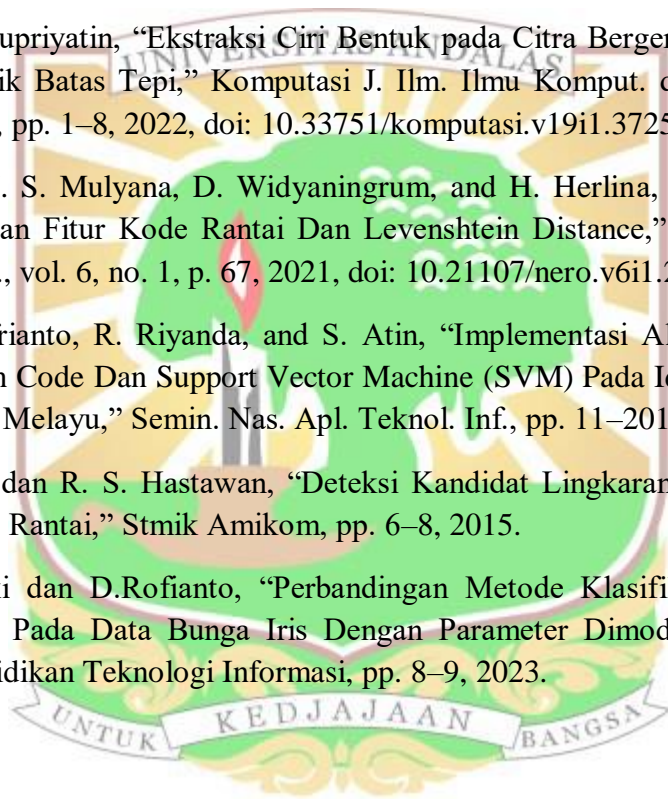 upriyatin, “Ekstraksi Ciri Bentuk pada Citra Berger
UNIVERSITAS ANDALAS
ik Batas Tepi,” Komputasi J. Ilm. Ilmu Komput. d
, pp. 1–8, 2022, doi: 10.33751/komputasi.v19i1.3725
. S. Mulyana, D. Widyaningrum, and H. Herlina,
an Fitur Kode Rantai Dan Levenshtein Distance,”
., vol. 6, no. 1, p. 67, 2021, doi: 10.21107/nero.v6i1.2
rianto, R. Riyanda, and S. Atin, “Implementasi Al
n Code Dan Support Vector Machine (SVM) Pada Id
Melayu,” Semin. Nas. Apl. Teknol. Inf., pp. 11–201
dan R. S. Hastawan, “Deteksi Kandidat Lingkaran
Rantai,” Stmik Amikom, pp. 6–8, 2015.
ki dan D.Rofianto, “Perbandingan Metode Klasifi
Pada Data Bunga Iris Dengan Parameter Dimod
idikan Teknologi Informasi, pp. 8–9, 2023.
UNTUK KEDJAJAAN BANGSA